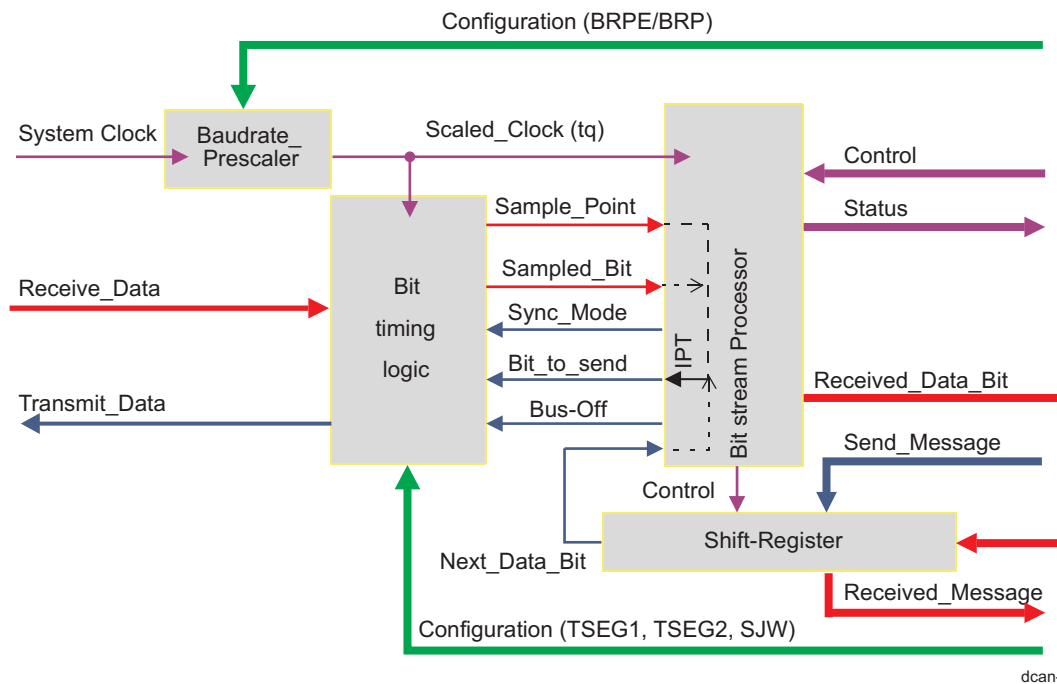 Configuration (BRPE/BRP)
System Clock
Baudrate_
Prescaler
Scaled_Clock (tq)
Control
Status
Sample_Point
Sampled_Bit
Receive_Data
Bit
timing
logic
Sync_Mode
Bit_to_send
IPT
Bit stream Processor
Transmit_Data
Bus-Off
Received_Data_Bit
Send_Message
Control
Shift-Register
Next_Data_Bit
Received_Message
Configuration (TSEG1, TSEG2, SJW)
dcan-